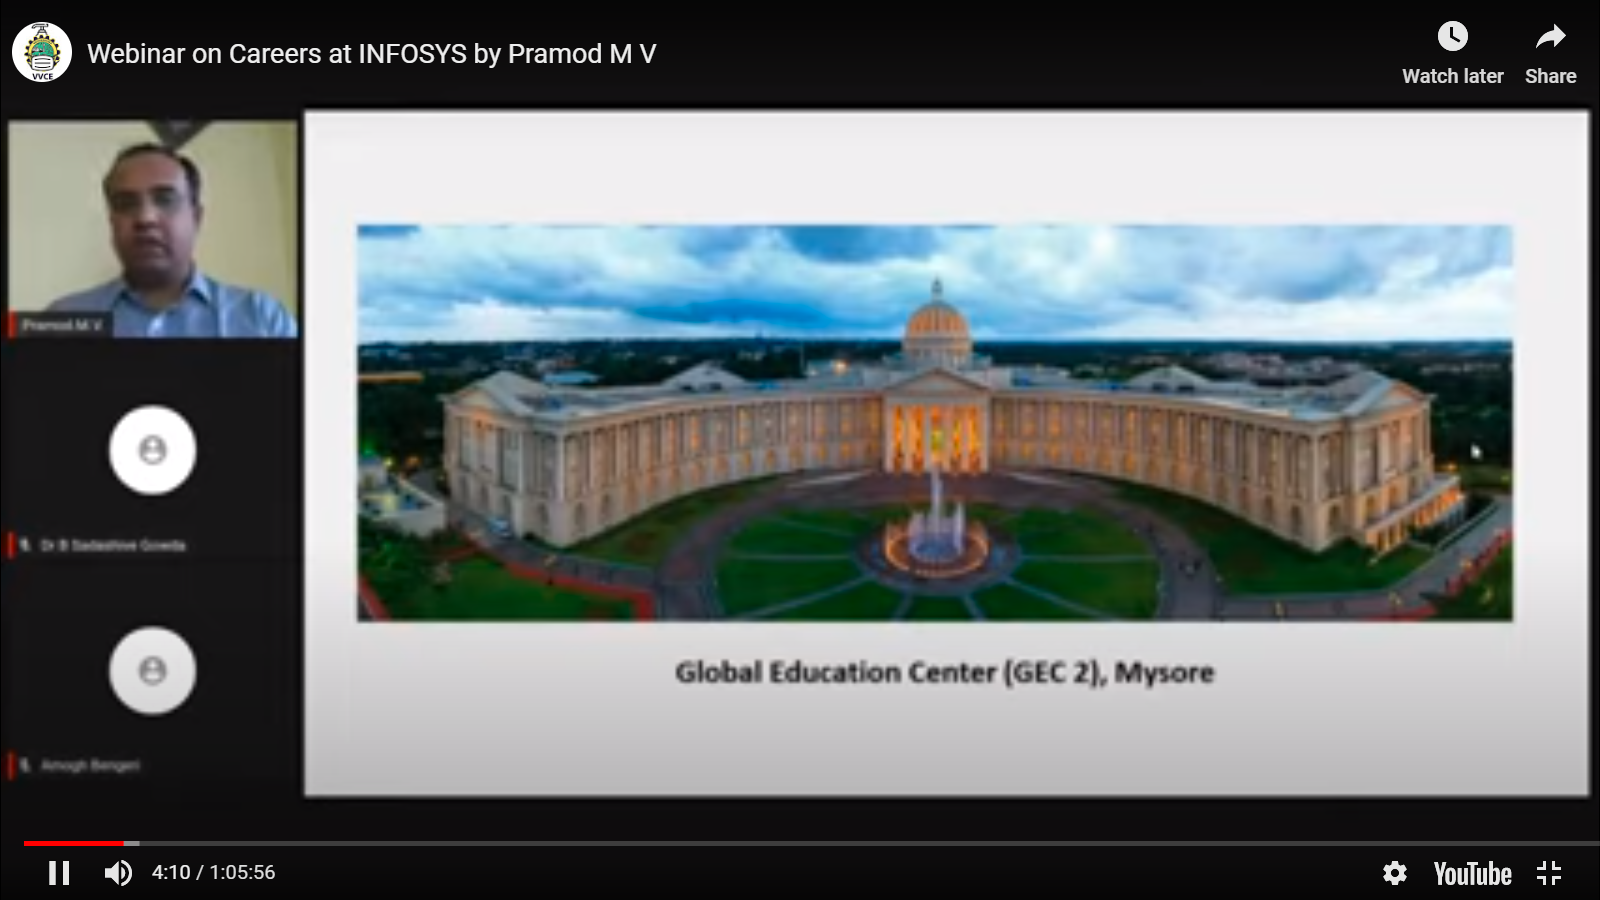 VVCE
Webinar on Careers at INFOSYS by Pramod M V
Watch later
Share
Pramod M V
Dr B Sadashive Gowda
Amogh Bengeri
Global Education Center (GEC 2), Mysore
4:10 / 1:05:56
YouTube